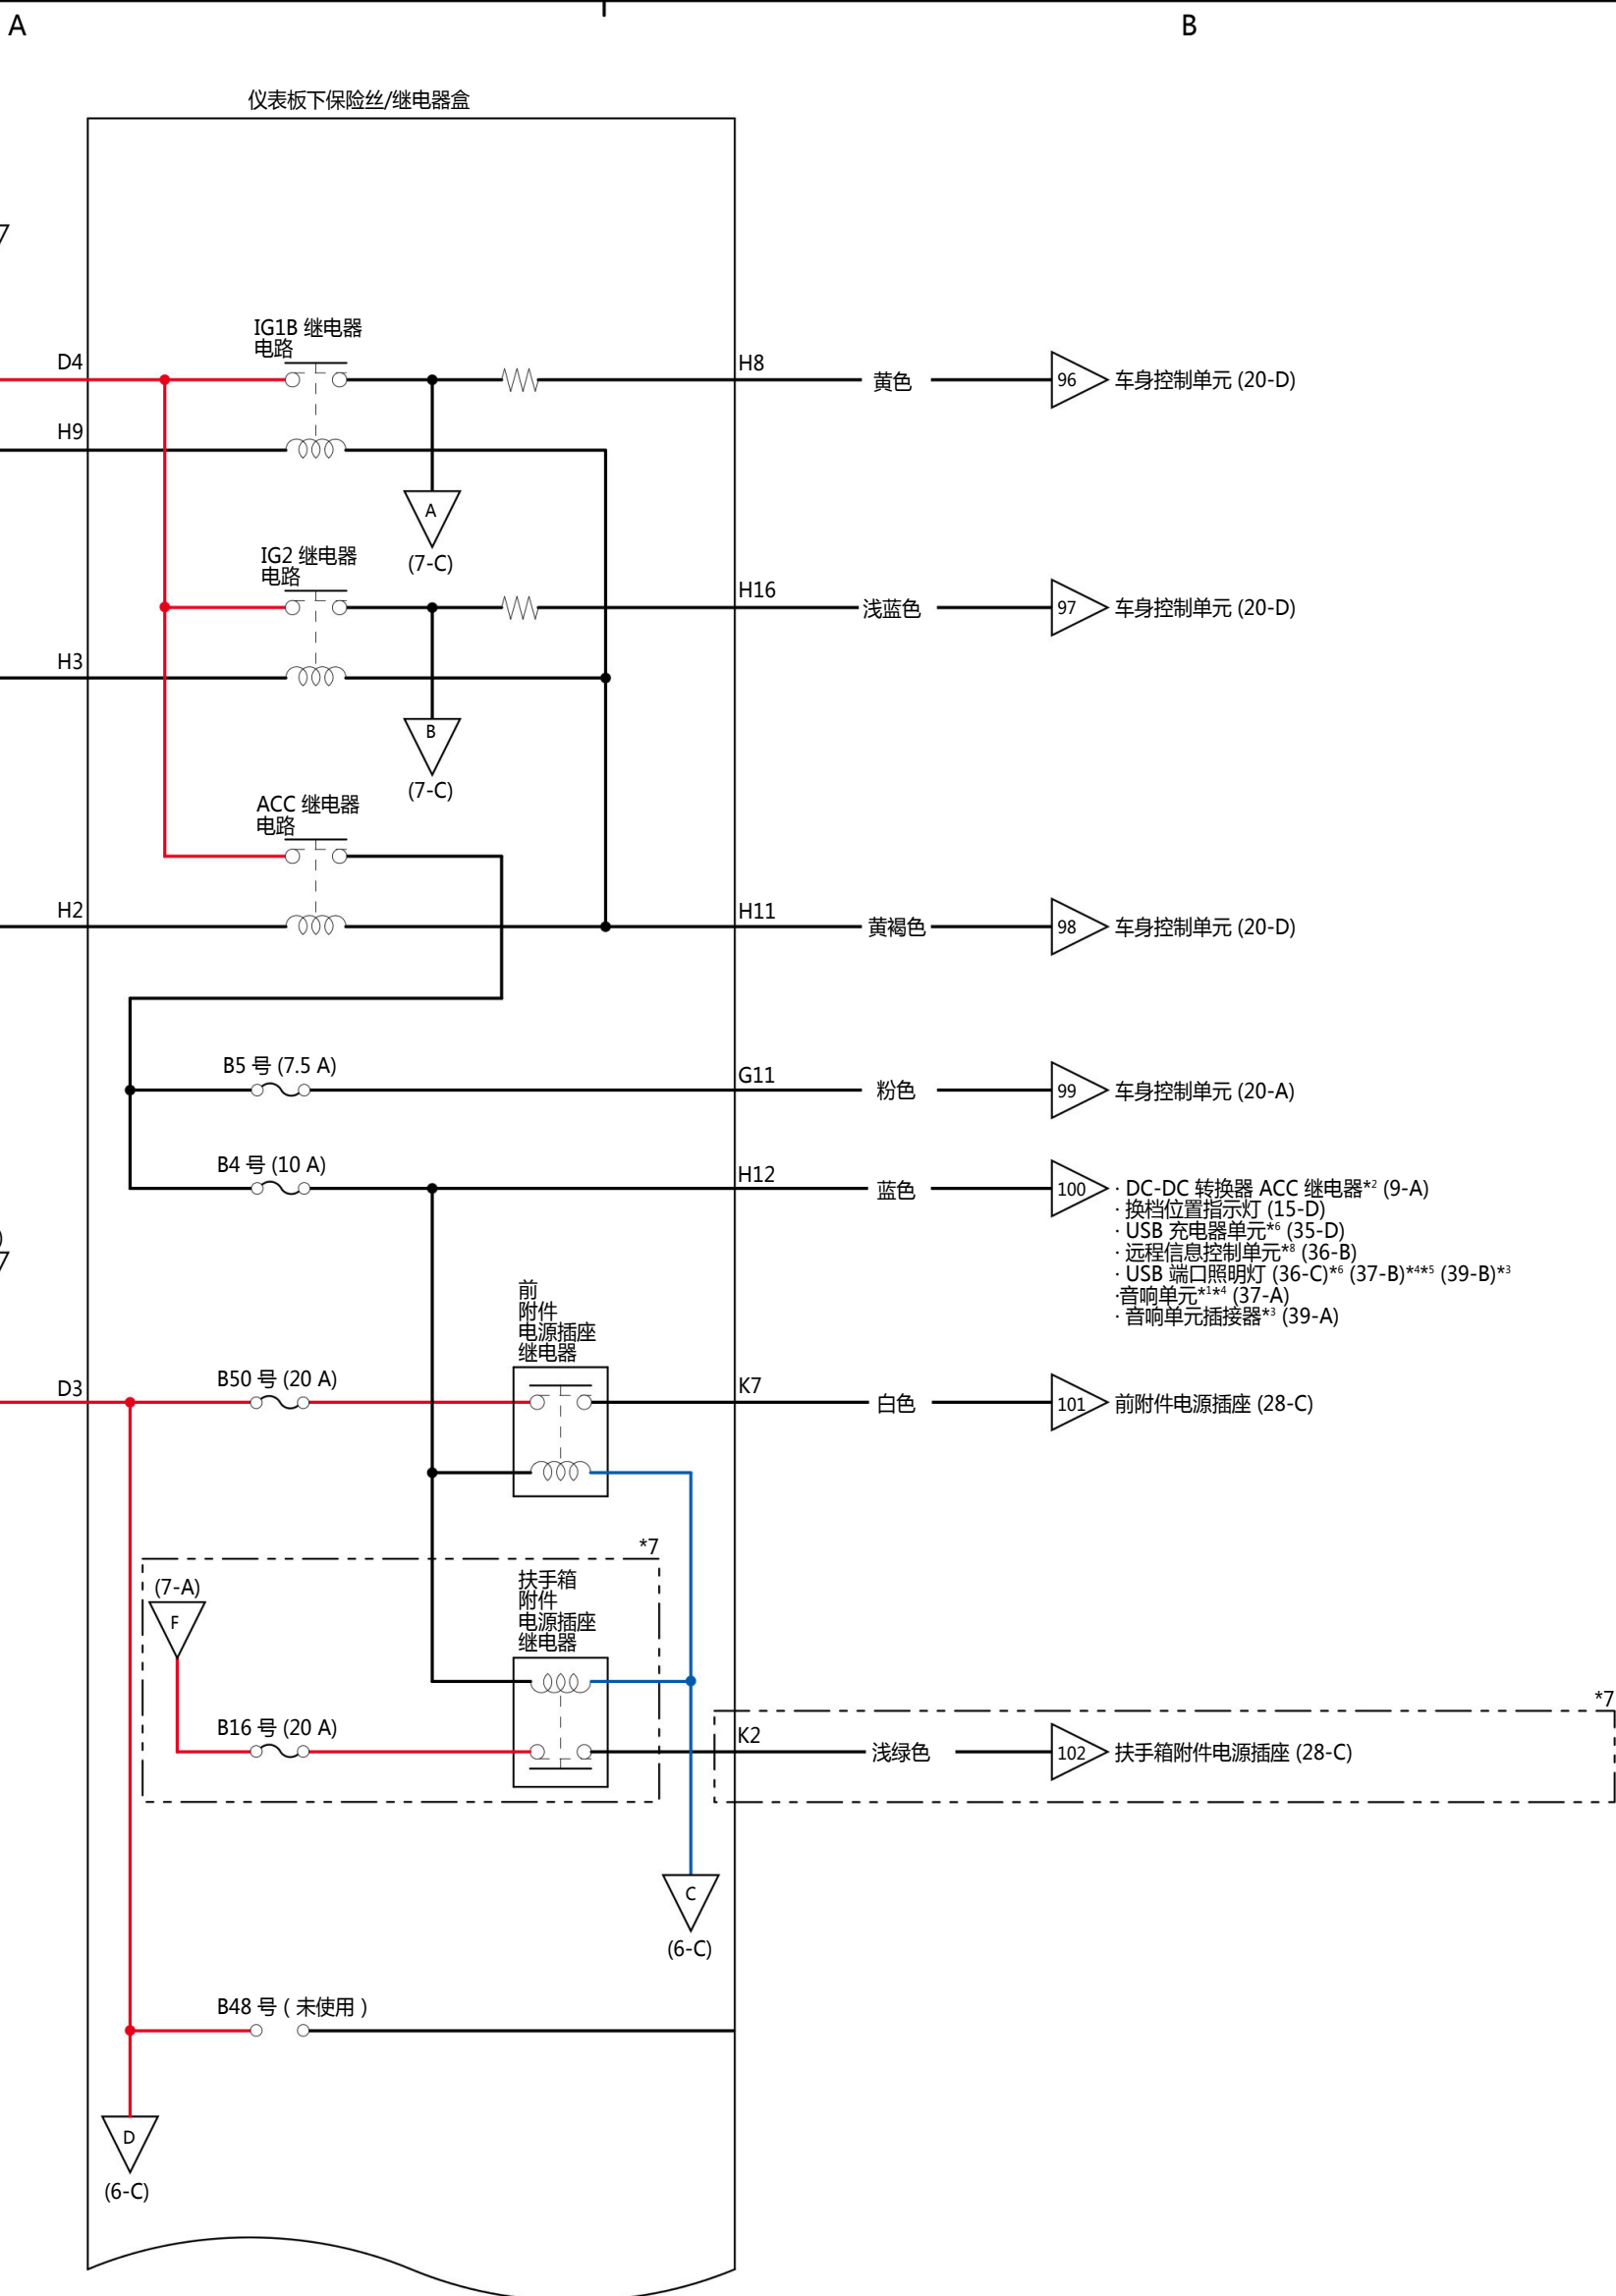 A
B
仪表板下保险丝/继电器盒
IG1B 继电器
电路
D4
H8
黄色
96
车身控制单元 (20-D)
H9
A
(7-C)
IG2 继电器
电路
H16
浅蓝色
97
车身控制单元 (20-D)
H3
B
(7-C)
ACC 继电器
电路
H2
H11
黄褐色
98
车身控制单元 (20-D)
B5 号 (7.5 A)
G11
粉色
99
车身控制单元 (20-A)
B4 号 (10 A)
H12
蓝色
100
· DC-DC 转换器 ACC 继电器*2 (9-A)
· 换档位置指示灯 (15-D)
· USB 充电器单元*6 (35-D)
· 远程信息控制单元*8 (36-B)
· USB 端口照明灯 (36-C)*6 (37-B)*4*5 (39-B)*3
·音响单元*1*4 (37-A)
· 音响单元插接器*3 (39-A)
)
前
附件
电源插座
继电器
D3
B50 号 (20 A)
K7
白色
101
前附件电源插座 (28-C)
*7
(7-A)
F
扶手箱
附件
电源插座
继电器
*7
B16 号 (20 A)
K2
浅绿色
102
扶手箱附件电源插座 (28-C)
C
(6-C)
B48 号 ( 未使用 )
D
(6-C)